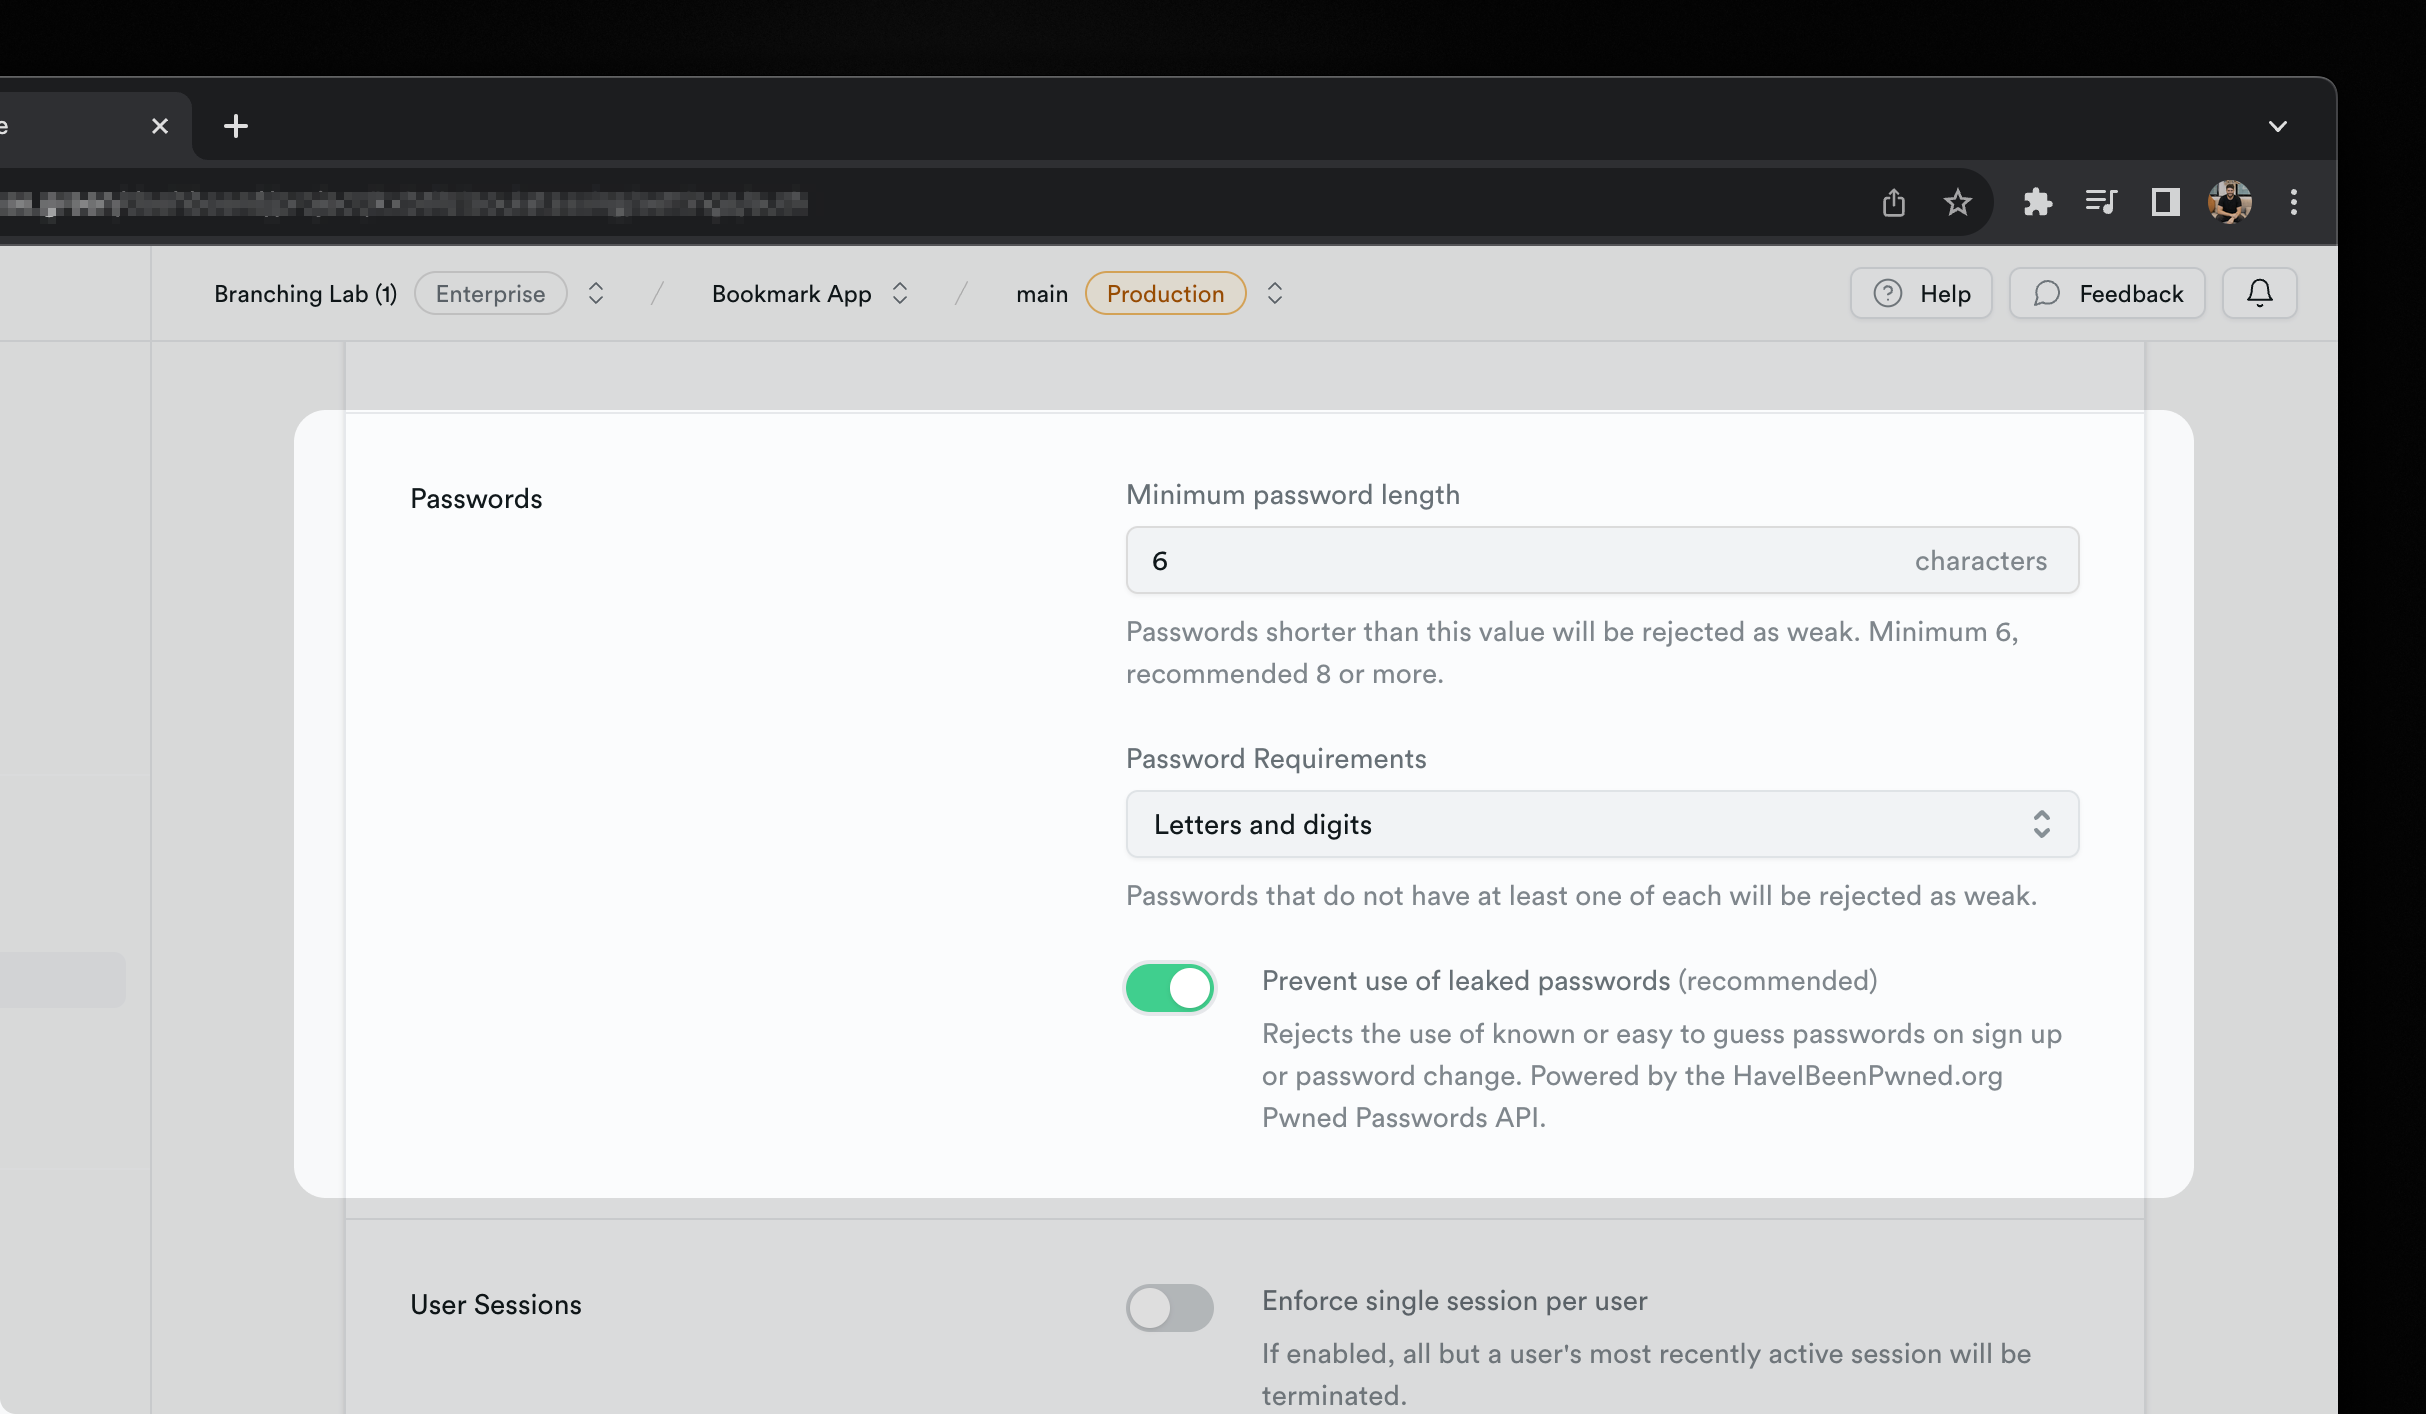 e
Branching Lab (1) Enterprise / Bookmark App / main Production Help Feedback
Passwords
Minimum password length
6 characters
Passwords shorter than this value will be rejected as weak. Minimum 6,
recommended 8 or more.
Password Requirements
Letters and digits
Passwords that do not have at least one of each will be rejected as weak.
Prevent use of leaked passwords (recommended)
Rejects the use of known or easy to guess passwords on sign up
or password change. Powered by the HaveIBeenPwned.org
Pwned Passwords API.
User Sessions
Enforce single session per user
If enabled, all but a user's most recently active session will be
terminated.